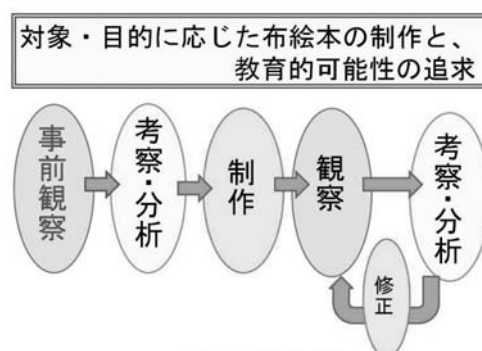 対象・目的に応じた布絵本の制作と、
教育的可能性の追求
事前観察
考察・分析
制作
観察
考察・分析
修正